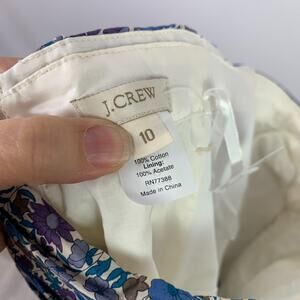 J.CREW
10
100% Cotton
Lining:
100% Acetate
RN77388
Made in China